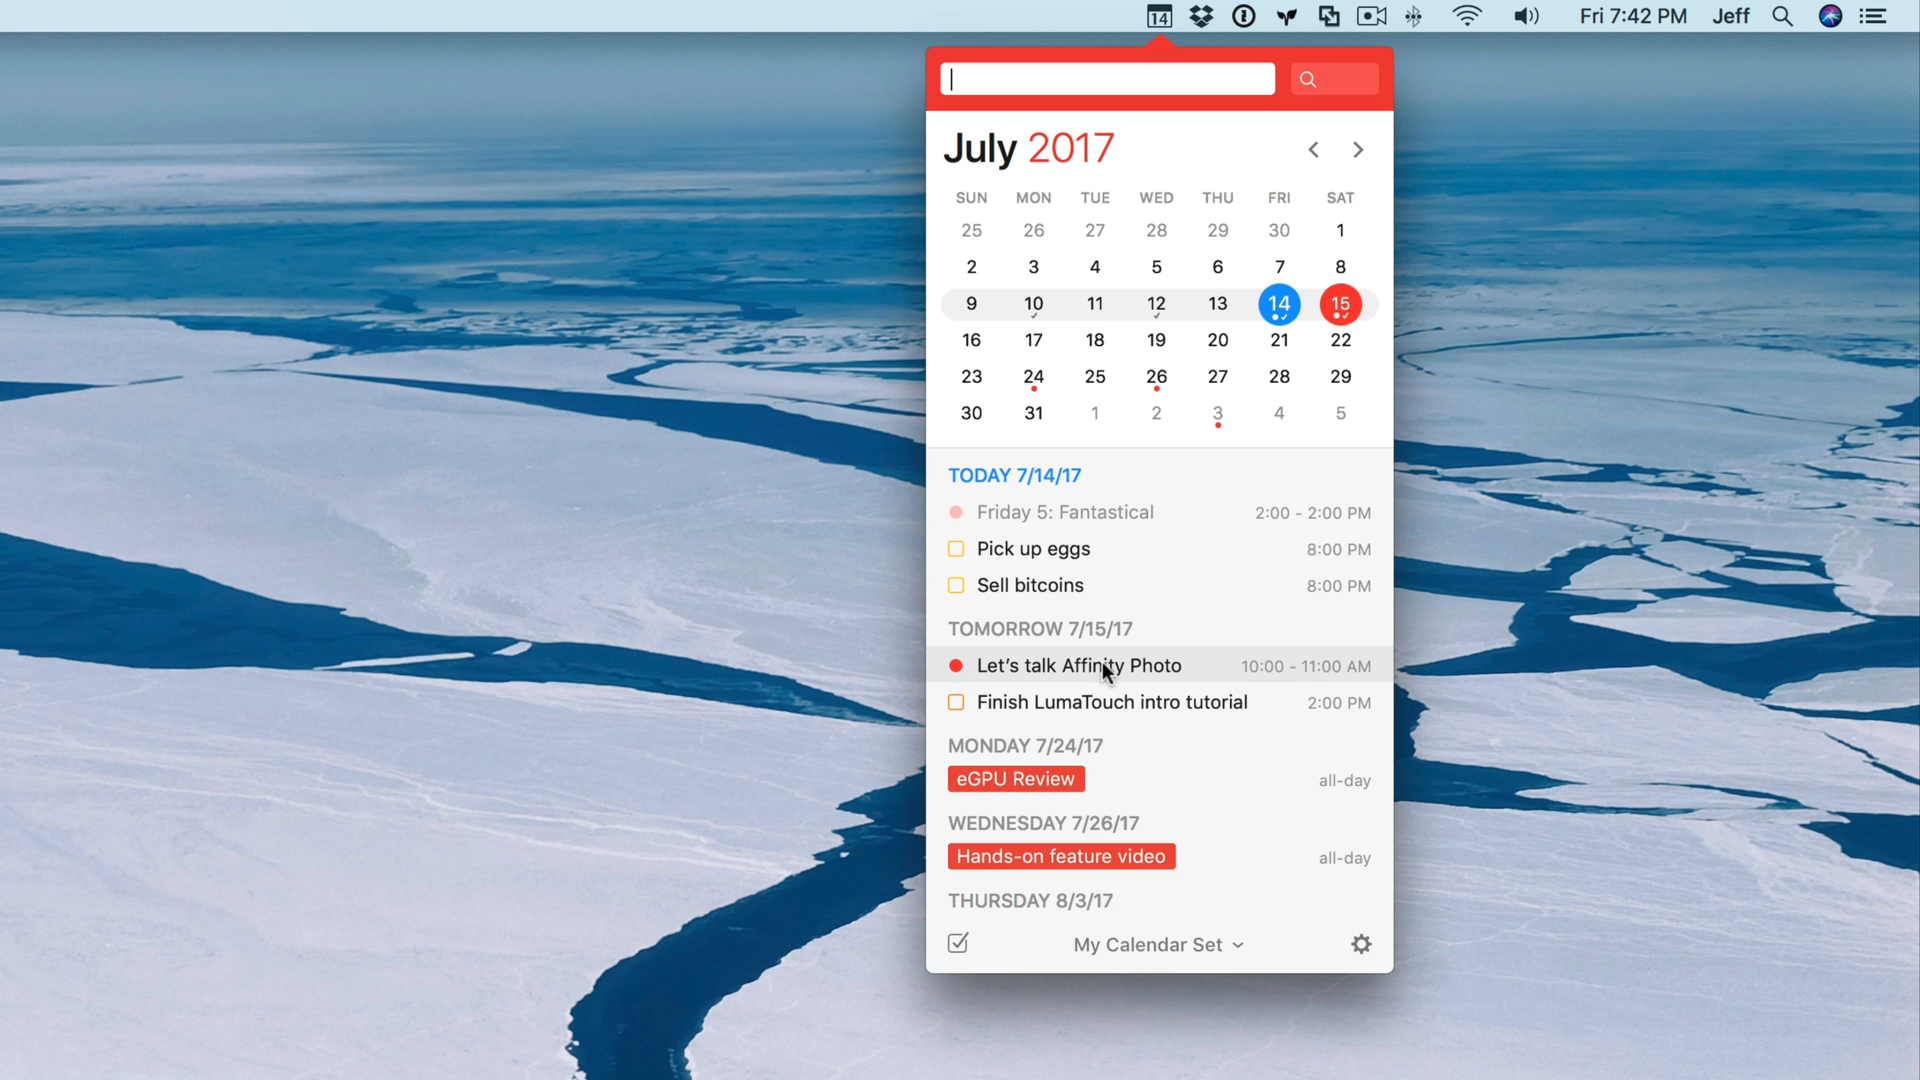 14 Fri 7:42 PM Jeff
July 2017
SUN MON TUE WED THU FRI SAT
25 26 27 28 29 30 1
2 3 4 5 6 7 8
9 10 11 12 13 14 15
16 17 18 19 20 21 22
23 24 25 26 27 28 29
30 31 1 2 3 4 5
TODAY 7/14/17
Friday 5: Fantastical 2:00 - 2:00 PM
Pick up eggs 8:00 PM
Sell bitcoins 8:00 PM
TOMORROW 7/15/17
Let’s talk Affinity Photo 10:00 - 11:00 AM
Finish LumaTouch intro tutorial 2:00 PM
MONDAY 7/24/17
eGPU Review all-day
WEDNESDAY 7/26/17
Hands-on feature video all-day
THURSDAY 8/3/17
My Calendar Set